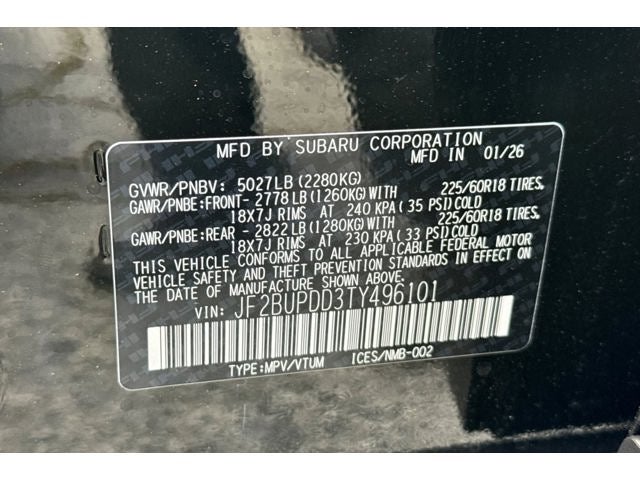 MFD BY SUBARU CORPORATION
MFD IN 01/26
GVWR/PNBV: 5027LB(2280KG)
GAWR/PNBE:FRONT- 2778LB(1260KG)WITH 225/60R18 TIRES,
18X7J RIMS AT 240 KPA(35 PSI)COLD
GAWR/PNBE:REAR - 2822LB(1280KG)WITH 225/60R18 TIRES,
18X7J RIMS AT 230 KPA(33 PSI)COLD
THIS VEHICLE CONFORMS TO ALL APPLICABLE FEDERAL MOTOR
VEHICLE SAFETY AND THEFT PREVENTION STANDARDS IN EFFECT ON
THE DATE OF MANUFACTURE SHOWN ABOVE.
VIN: JF2BUPDD3TY496101
TYPE:MPV/VTUM ICES/NMB-002